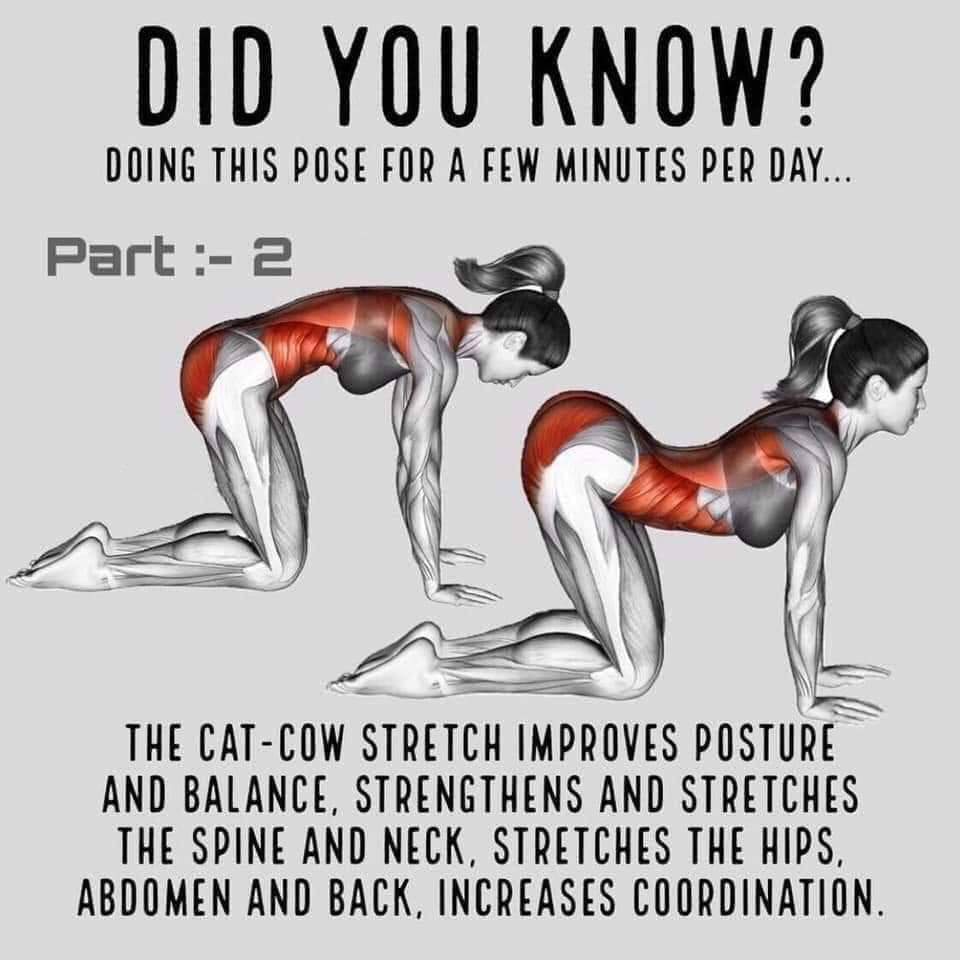 DID YOU KNOW?
DOING THIS POSE FOR A FEW MINUTES PER DAY...
Part :- 2
THE CAT-COW STRETCH IMPROVES POSTURE
AND BALANCE, STRENGTHENS AND STRETCHES
THE SPINE AND NECK, STRETCHES THE HIPS,
ABDOMEN AND BACK, INCREASES COORDINATION.